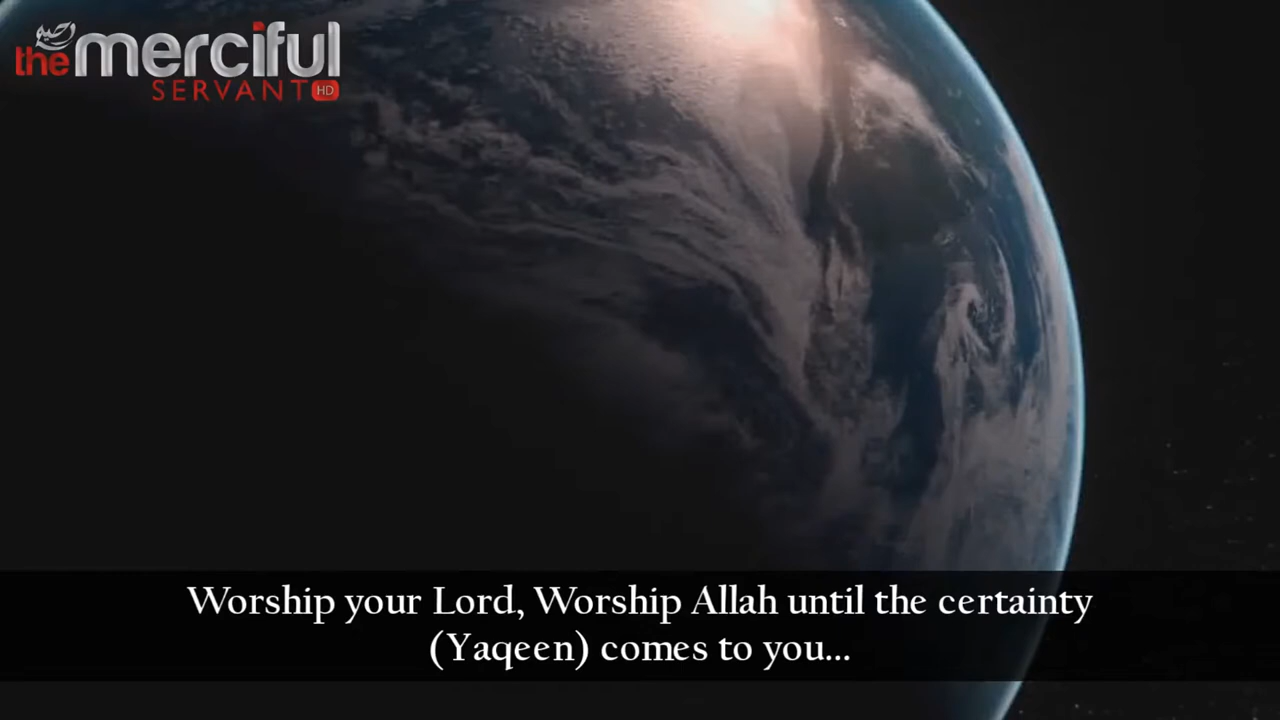 the merciful
SERVANT HD
Worship your Lord, Worship Allah until the certainty
(Yaqeen) comes to you...